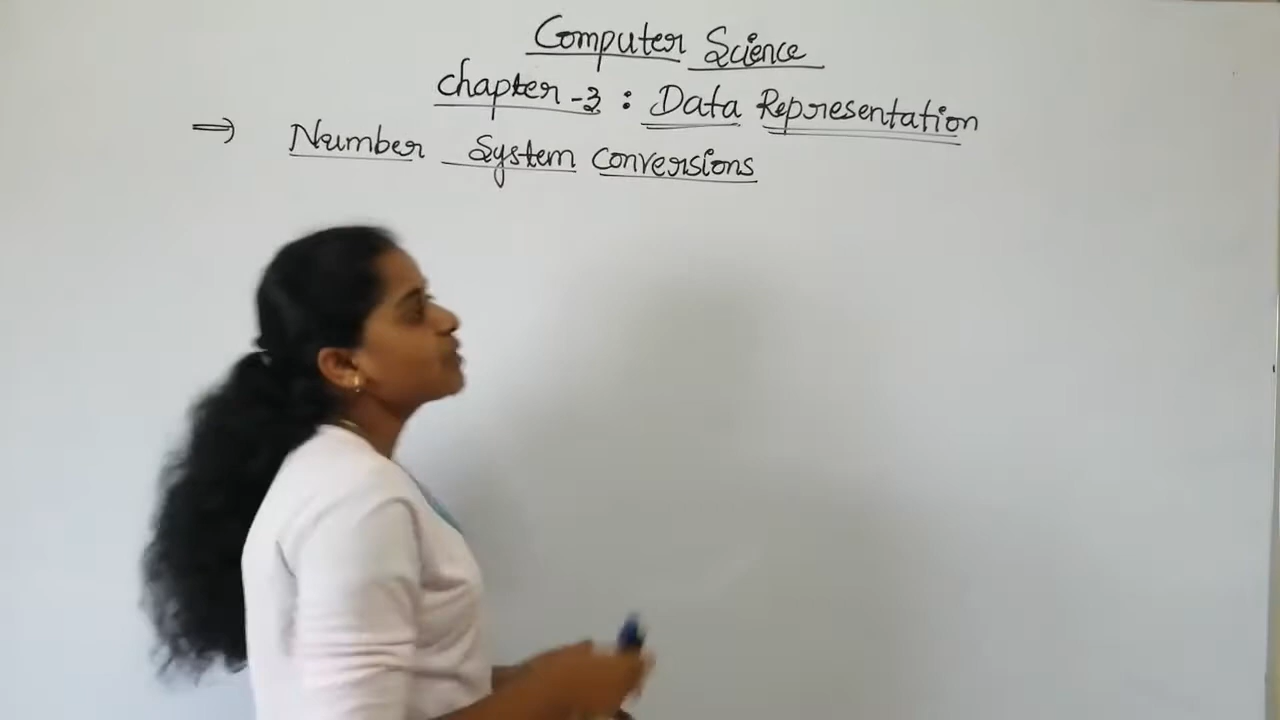 Computer Science
Chapter-3 : Data Representation
⇒ Number System Conversions